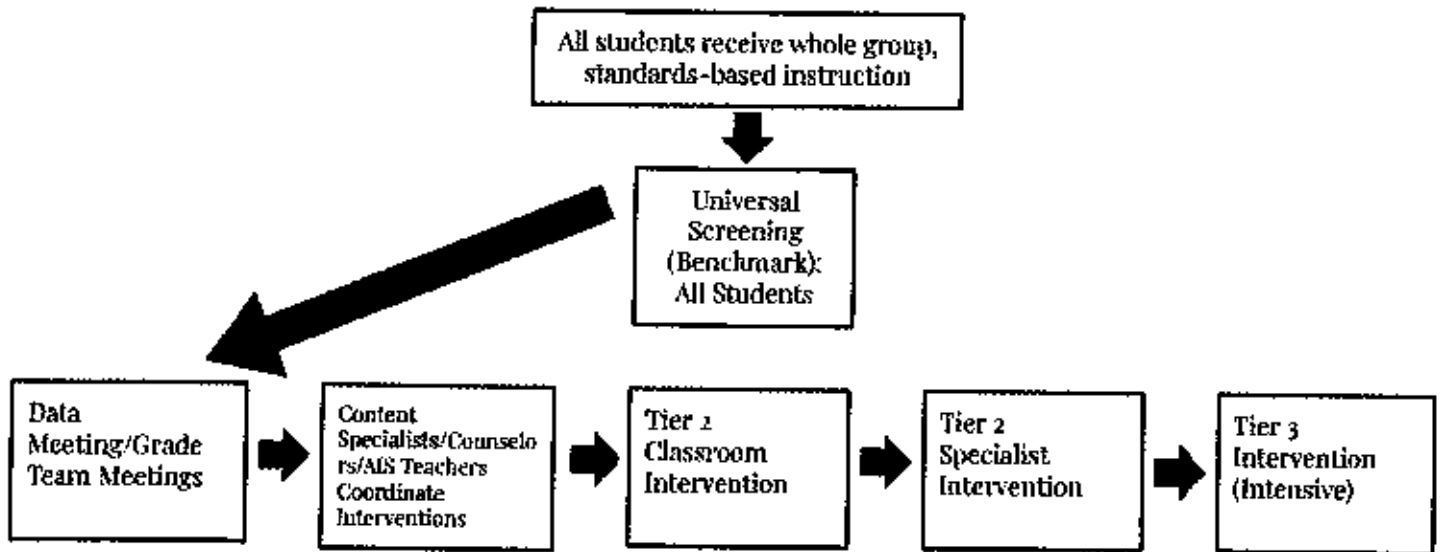 All students receive whole group,
standards-based instruction
Universal
Screening
(Benchmark):
All Students
Data
Meeting/Grade
Team Meetings
Content
Specialists/Counselo
rs/AIS Teachers
Coordinate
Interventions
Tier 2
Classroom
Intervention
Tier 2
Specialist
Intervention
Tier 3
Intervention
(Intensive)